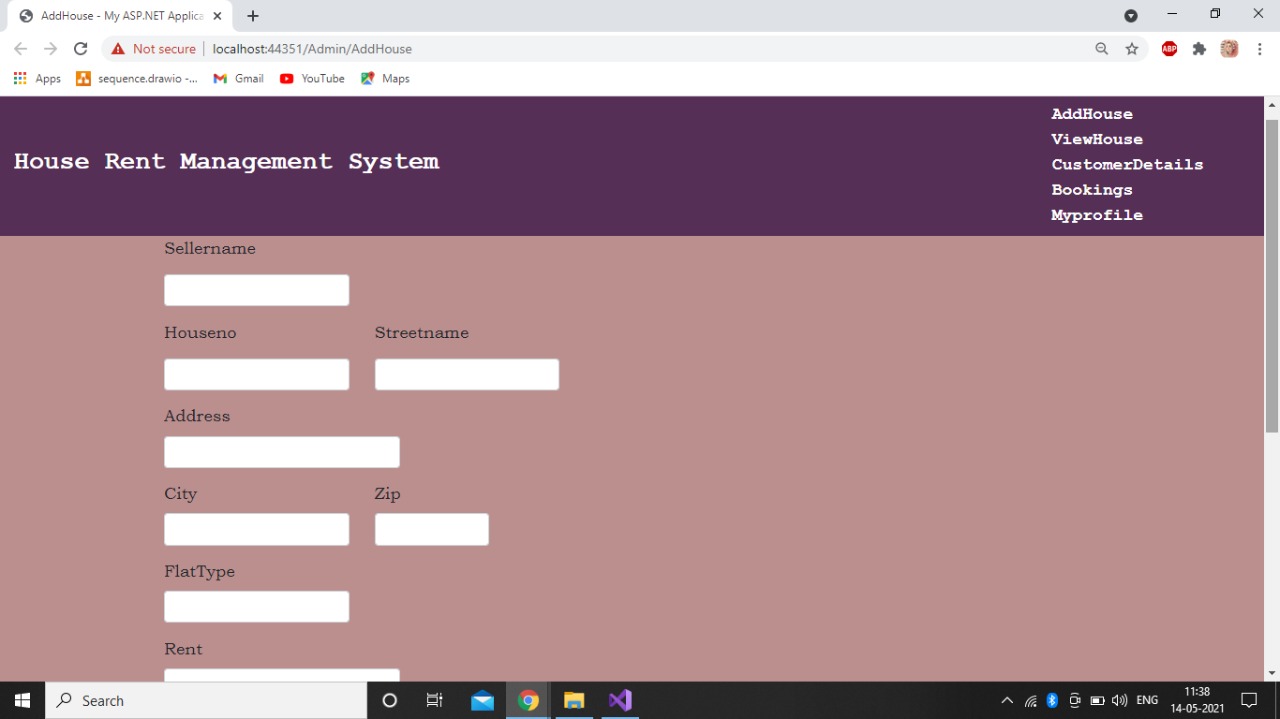 AddHouse - My ASP.NET Applica
Not secure localhost:44351/Admin/AddHouse
ABP
Apps sequence.drawio -... Gmail YouTube Maps
House Rent Management System
AddHouse
ViewHouse
CustomerDetails
Bookings
Myprofile
Sellername
Houseno Streetname
Address
City Zip
FlatType
Rent
Search
ENG
11:38
14-05-2021